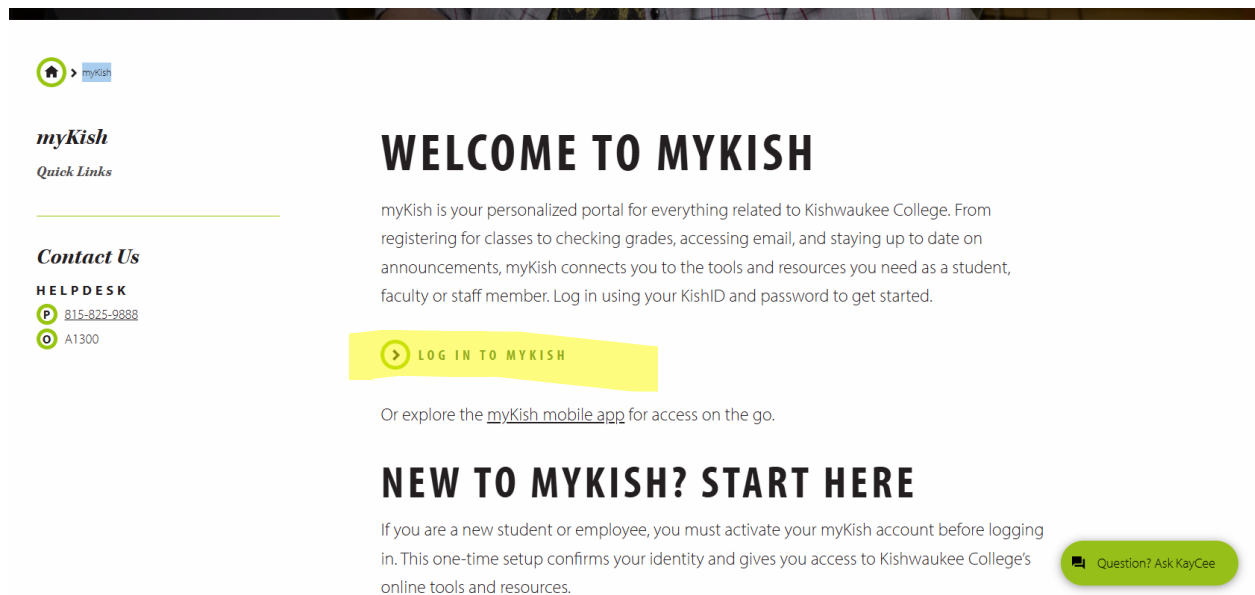 myKish
myKish
Quick Links
Contact Us
HELPDESK
P 815-825-9888
O A1300
WELCOME TO MYKISH
myKish is your personalized portal for everything related to Kishwaukee College. From
registering for classes to checking grades, accessing email, and staying up to date on
announcements, myKish connects you to the tools and resources you need as a student,
faculty or staff member. Log in using your KishID and password to get started.
LOG IN TO MYKISH
Or explore the myKish mobile app for access on the go.
NEW TO MYKISH? START HERE
If you are a new student or employee, you must activate your myKish account before logging
in. This one-time setup confirms your identity and gives you access to Kishwaukee College's
online tools and resources.
Question? Ask KayCee